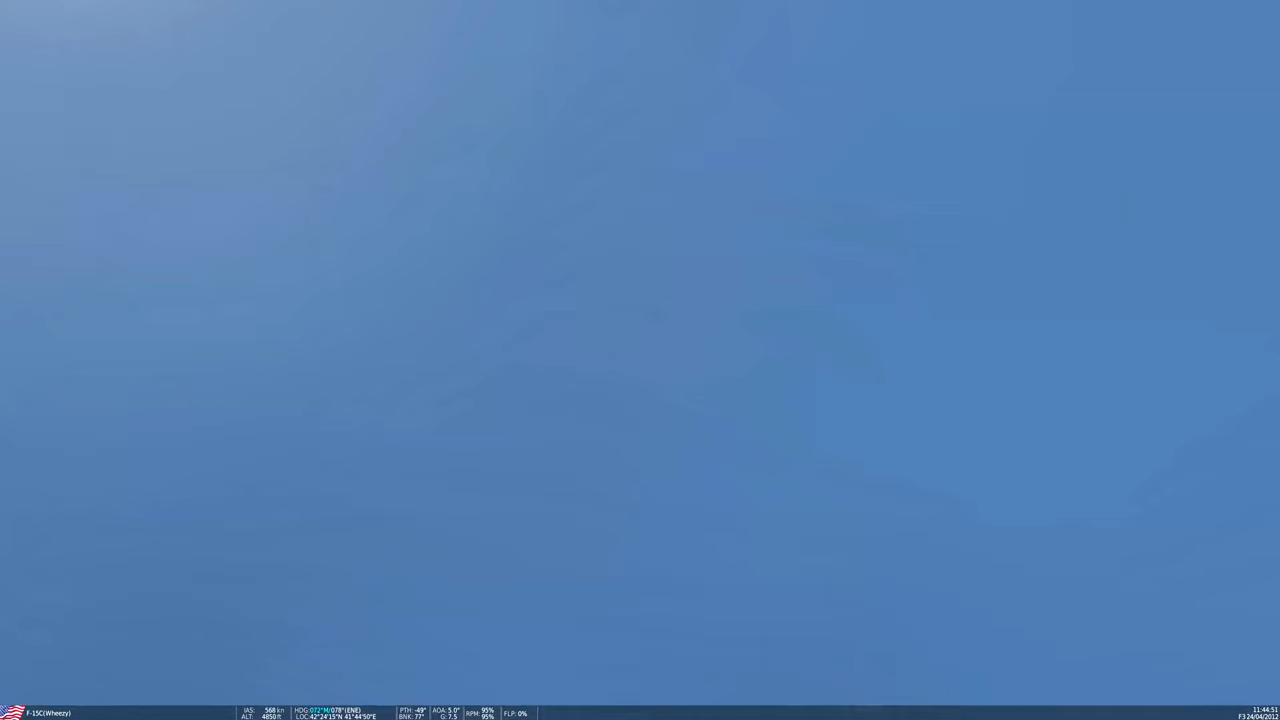 F-15C(Wheezy)
IAS: 568 kn HDG:072°M/078°(ENE) PTH: -49° AOA: 5.0° RPM: 95% FLP: 0% 11:44:51
ALT: 4850 ft LOC:42°24'15"N 41°44'50"E BNK: 77° G: 7.5 95% F3 24/04/2012